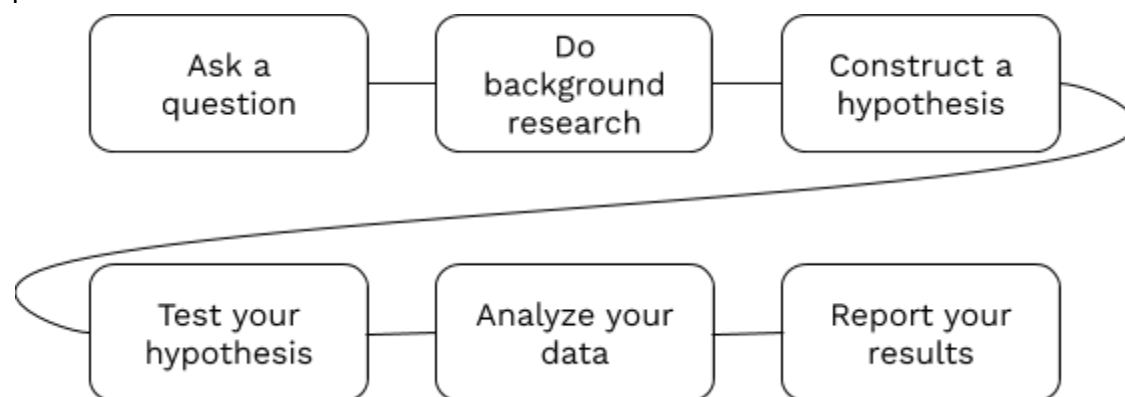 Ask a
question
Do
background
research
Construct a
hypothesis
Test your
hypothesis
Analyze your
data
Report your
results